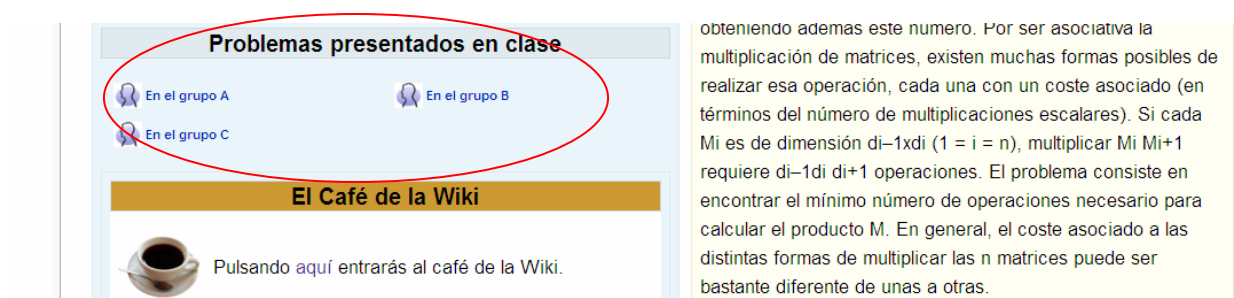 Problemas presentados en clase
En el grupo A
En el grupo B
En el grupo C
El Café de la Wiki
Pulsando aquí entrarás al café de la Wiki.
obteniendo además este número. Por ser asociativa la
multiplicación de matrices, existen muchas formas posibles de
realizar esa operación, cada una con un coste asociado (en
términos del número de multiplicaciones escalares). Si cada
Mi es de dimensión di–1xdi (1 = i = n), multiplicar Mi Mi+1
requiere di–1di di+1 operaciones. El problema consiste en
encontrar el mínimo número de operaciones necesario para
calcular el producto M. En general, el coste asociado a las
distintas formas de multiplicar las n matrices puede ser
bastante diferente de unas a otras.